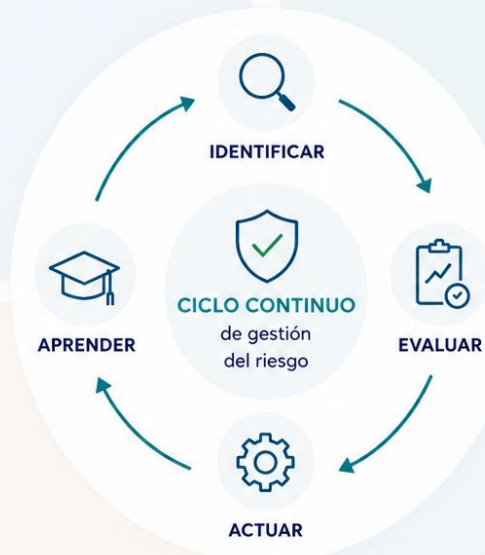 IDENTIFICAR
CICLO CONTINUO
de gestión
del riesgo
APRENDER
EVALUAR
ACTUAR